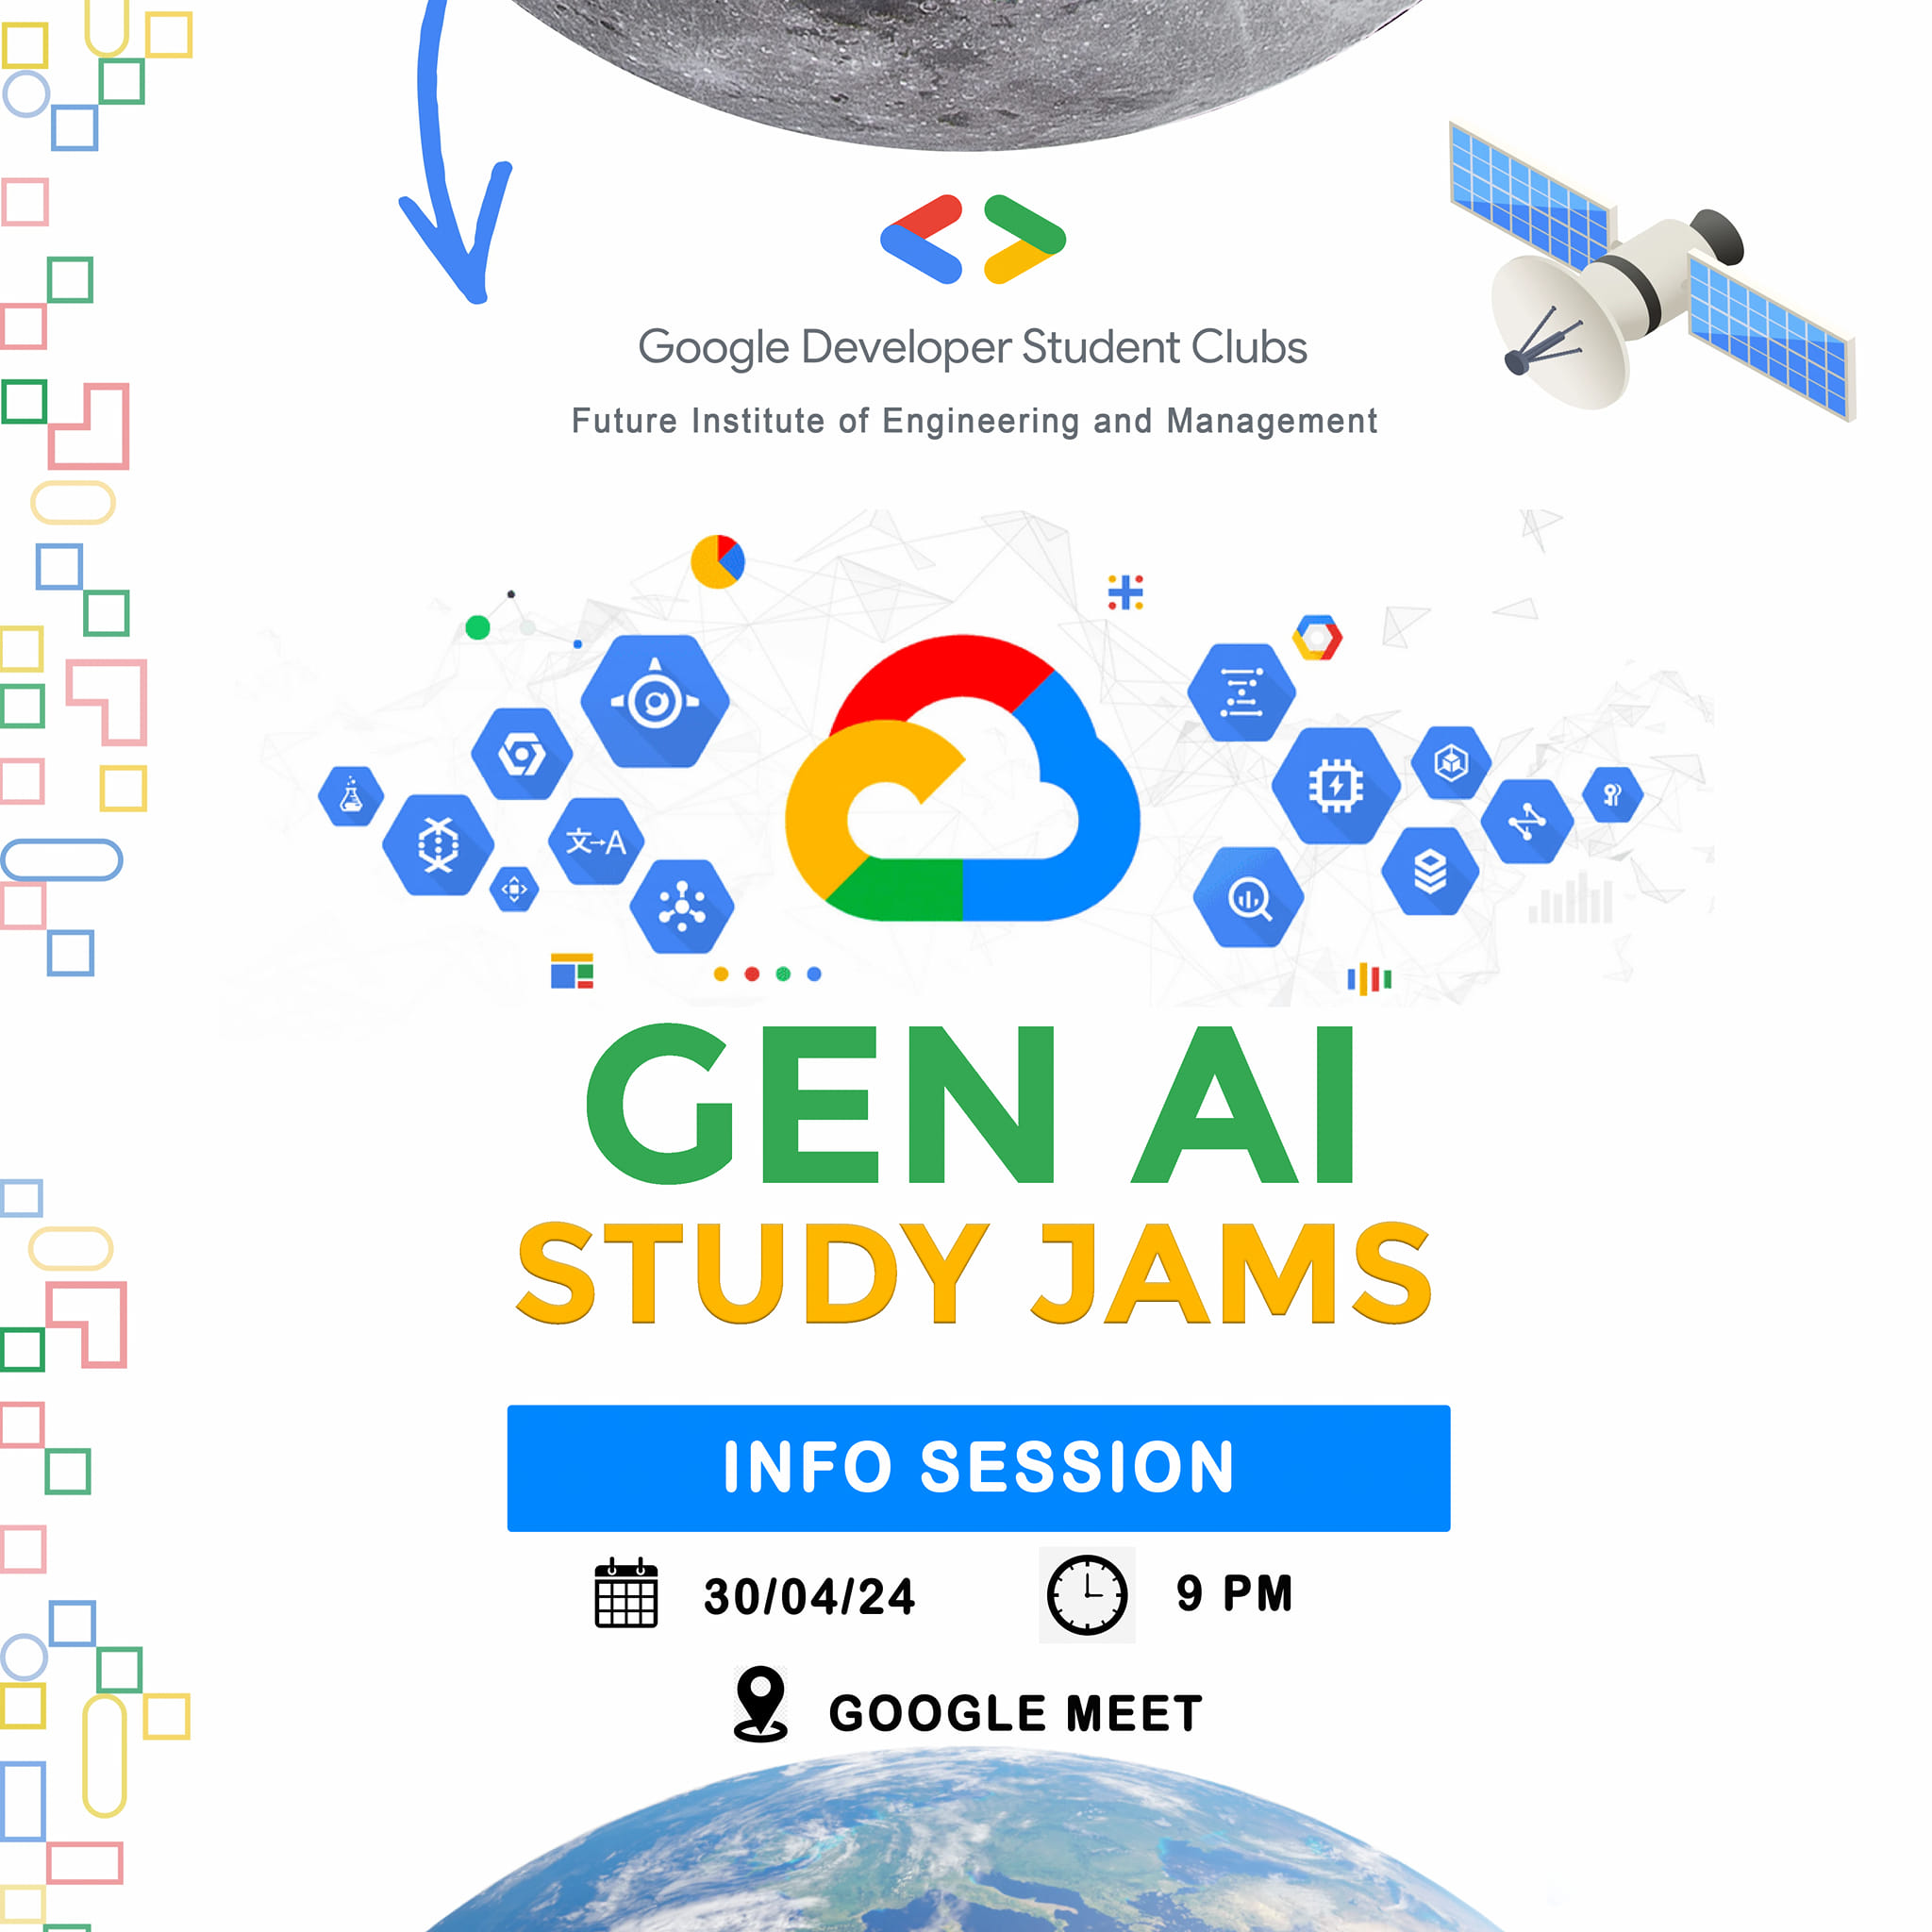 Google Developer Student Clubs
Future Institute of Engineering and Management
文→A
GEN AI
STUDY JAMS
INFO SESSION
30/04/24
9 PM
GOOGLE MEET